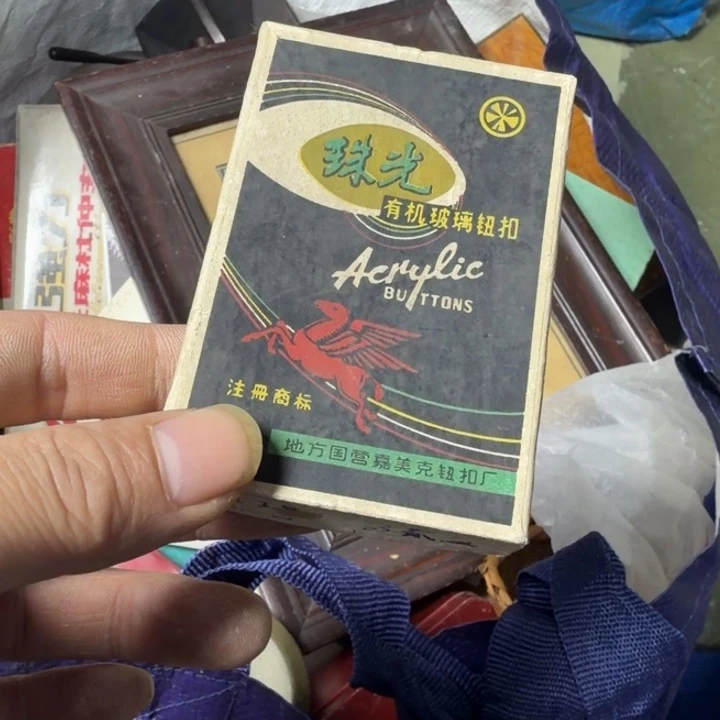 珠光
有机玻璃钮扣
Acrylic
BUTTONS
注冊商标
地方国营嘉美克钮扣厂